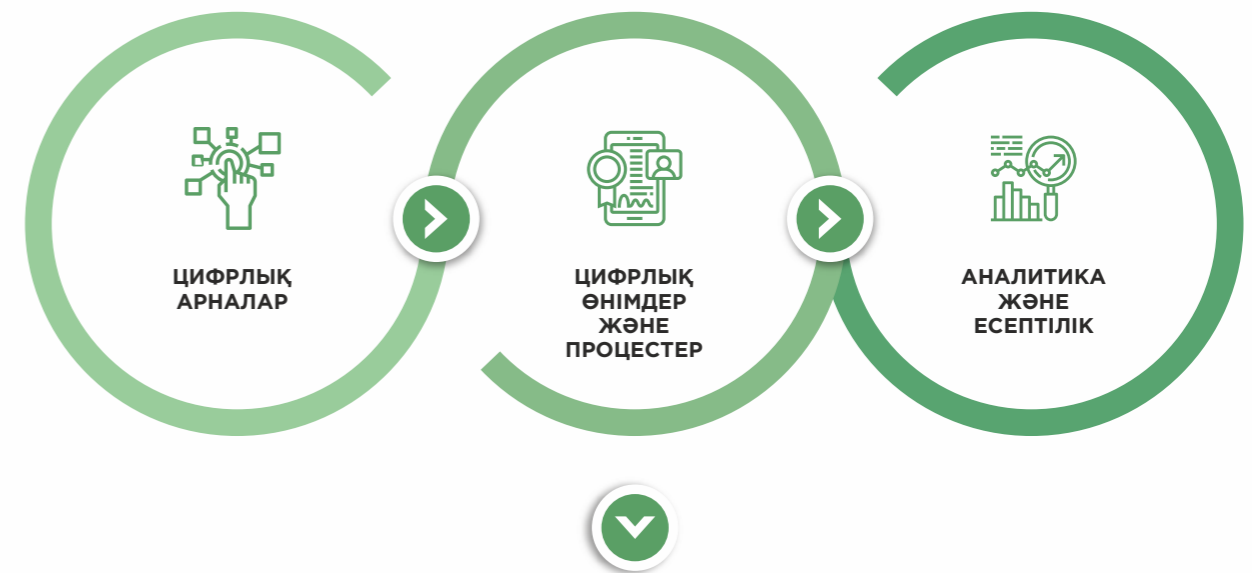 ЦИФРЛЫҚ
АРНАЛАР
ЦИФРЛЫҚ
ӨНІМДЕР
ЖӘНЕ
ПРОЦЕСТЕР
АНАЛИТИКА
ЖӘНЕ
ЕСЕПТІЛІК